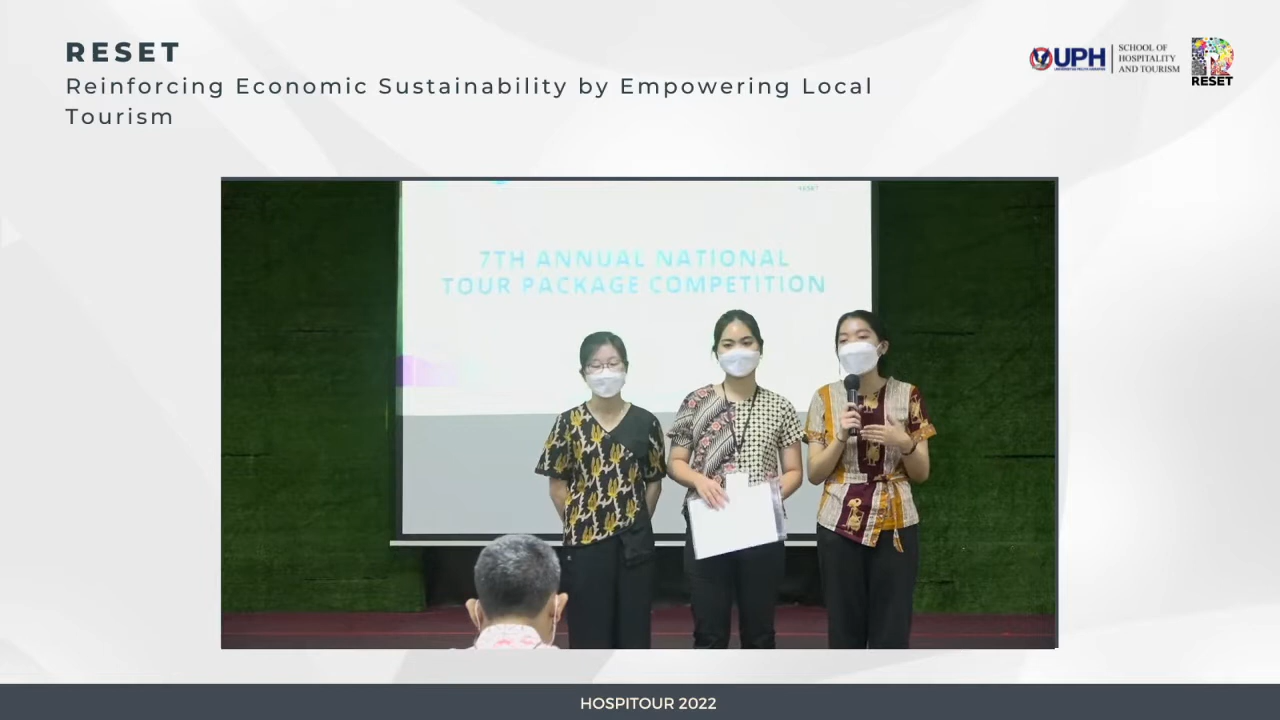 RESET
Reinforcing Economic Sustainability by Empowering Local
Tourism
UPH
SCHOOL OF
HOSPITALITY
AND TOURISM
RESET
7TH ANNUAL NATIONAL
TOUR PACKAGE COMPETITION
HOSPITOUR 2022